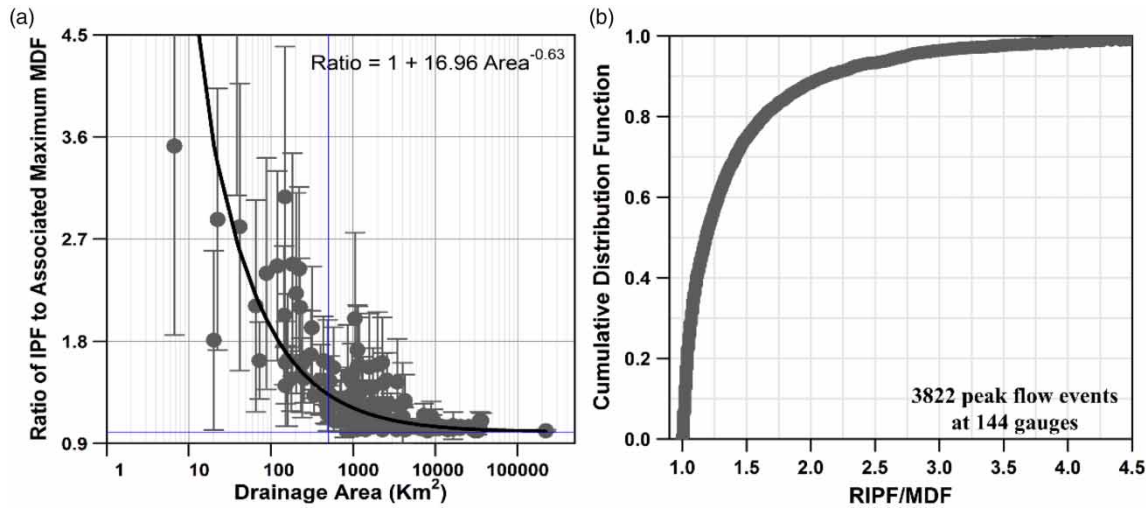 (a)
Ratio of IPF to Associated Maximum MDF
4.5
3.6
2.7
1.8
0.9
Ratio = 1 + 16.96 Area^-0.63
1 10 100 1000 10000 100000
Drainage Area (Km²)
(b)
Cumulative Distribution Function
1.0
0.8
0.6
0.4
0.2
0.0
3822 peak flow events
at 144 gauges
1.0 1.5 2.0 2.5 3.0 3.5 4.0 4.5
RIPF/MDF